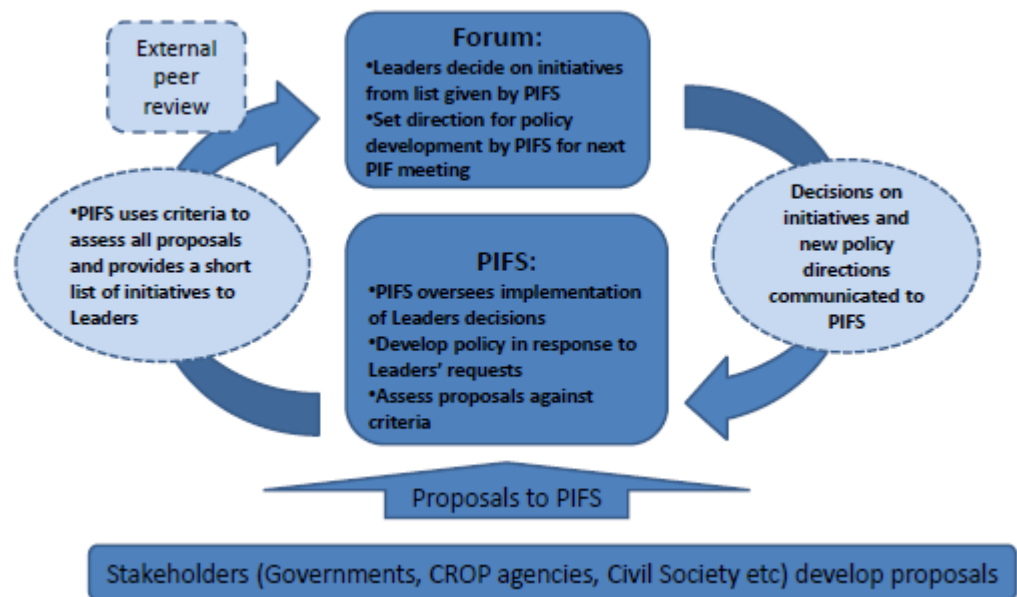 External
peer
review
Forum:
•Leaders decide on initiatives
from list given by PIFS
•Set direction for policy
development by PIFS for next
PIF meeting
•PIFS uses criteria to
assess all proposals
and provides a short
list of initiatives to
Leaders
Decisions on
initiatives and
new policy
directions
communicated to
PIFS
PIFS:
•PIFS oversees implementation
of Leaders decisions
•Develop policy in response to
Leaders' requests
•Assess proposals against
criteria
Proposals to PIFS
Stakeholders (Governments, CROP agencies, Civil Society etc) develop proposals